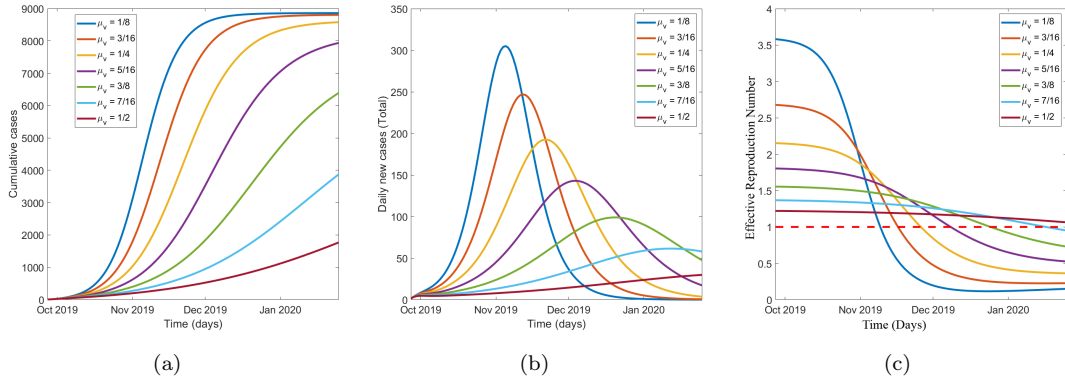 9000
8000
7000
6000
5000
4000
3000
2000
1000
0
Cumulative cases
μv = 1/8
μv = 3/16
μv = 1/4
μv = 5/16
μv = 3/8
μv = 7/16
μv = 1/2
Oct 2019 Nov 2019 Dec 2019 Jan 2020
Time (days)
(a)
350
300
250
200
150
100
50
0
Daily new cases (Total)
μv = 1/8
μv = 3/16
μv = 1/4
μv = 5/16
μv = 3/8
μv = 7/16
μv = 1/2
Oct 2019 Nov 2019 Dec 2019 Jan 2020
Time (days)
(b)
4
3.5
3
2.5
2
1.5
1
0.5
0
Effective Reproduction Number
μv = 1/8
μv = 3/16
μv = 1/4
μv = 5/16
μv = 3/8
μv = 7/16
μv = 1/2
Oct 2019 Nov 2019 Dec 2019 Jan 2020
Time (Days)
(c)